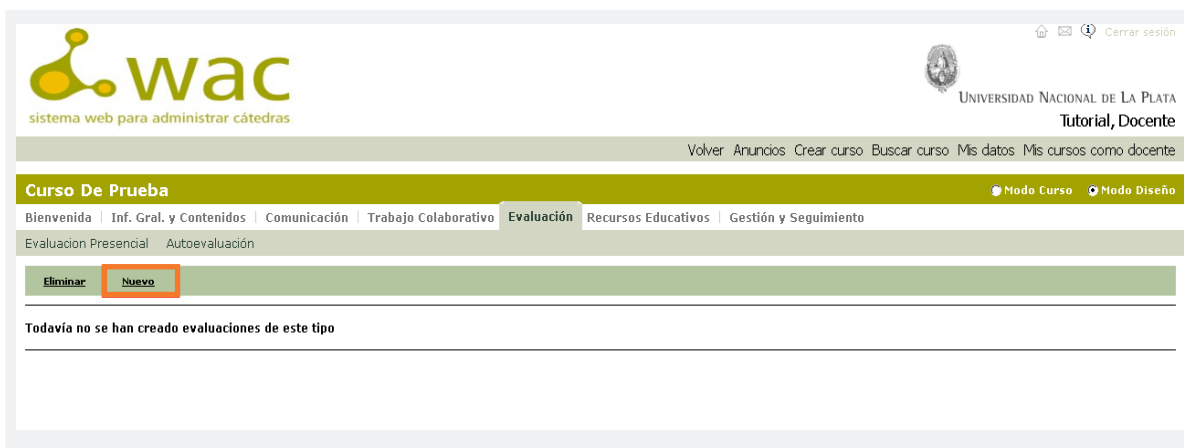 Cerrar sesión
wac
sistema web para administrar cátedras
UNIVERSIDAD NACIONAL DE LA PLATA
Tutorial, Docente
Volver Anuncios Crear curso Buscar curso Mis datos Mis cursos como docente
Curso De Prueba Modo Curso Modo Diseño
Bienvenida | Inf. Gral. y Contenidos | Comunicación | Trabajo Colaborativo Evaluación Recursos Educativos | Gestión y Seguimiento
Evaluacion Presencial Autoevaluación
Eliminar Nuevo
Todavía no se han creado evaluaciones de este tipo